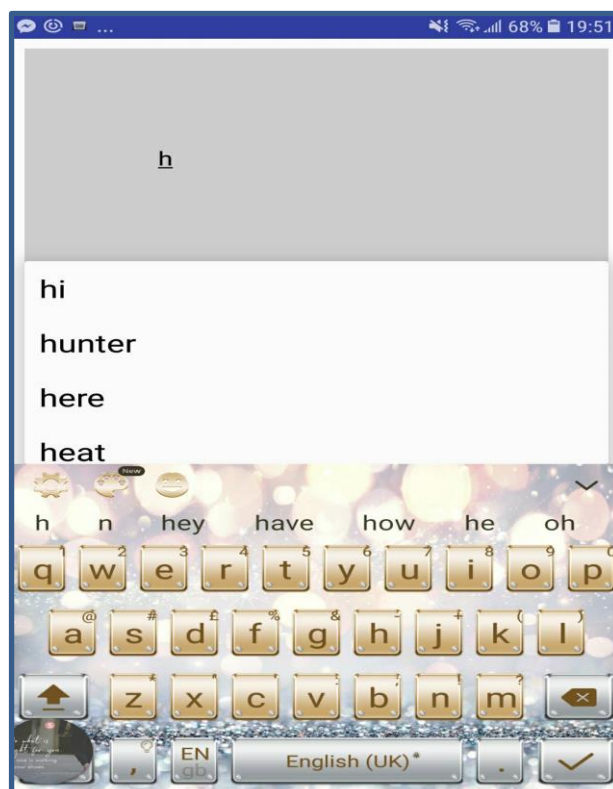 ... 68% 19:51
h
hi
hunter
here
heat
New
h n hey have how he oh
1 2 3 4 5 6 7 8 9 0
q w e r t y u i o p
@ # £ % & - + ( )
a s d f g h j k l
z x c v b n m
, EN gb English (UK) .